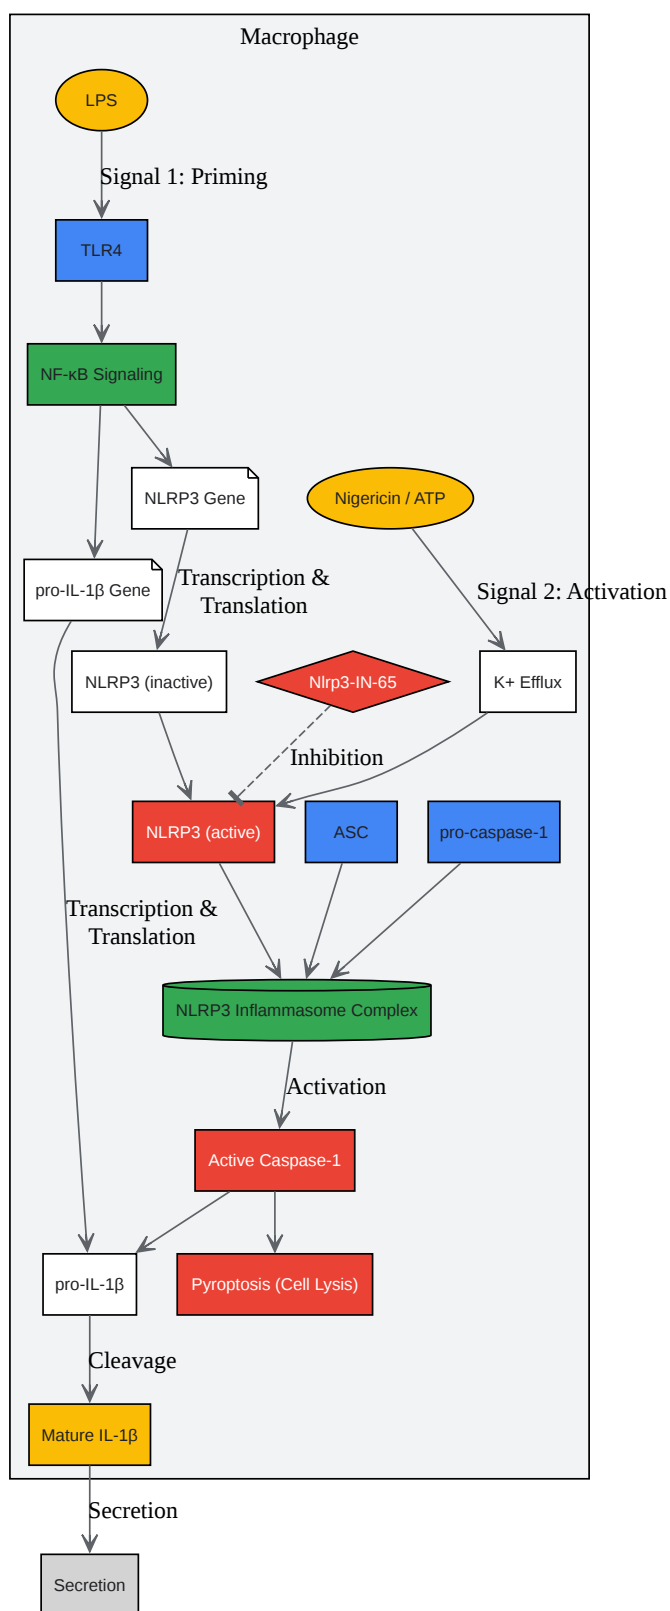 Macrophage
LPS
Signal 1: Priming
TLR4
NF-κB Signaling
NLRP3 Gene
Nigericin / ATP
pro-IL-1β Gene
Transcription &
Translation
Signal 2: Activation
NLRP3 (inactive)
Nlrp3-IN-65
K+ Efflux
Inhibition
NLRP3 (active)
ASC
pro-caspase-1
Transcription &
Translation
NLRP3 Inflammasome Complex
Activation
Active Caspase-1
pro-IL-1β
Pyroptosis (Cell Lysis)
Cleavage
Mature IL-1β
Secretion
Secretion